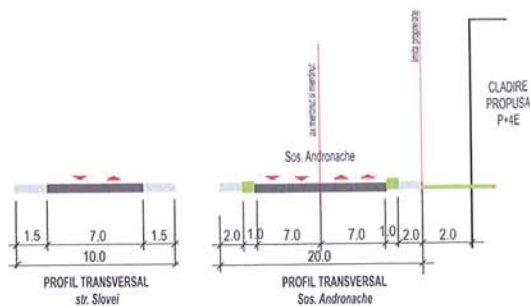 ax mentinut si mentinut
limita proprietate
CLADIRE
PROPUSA
P+4E
Sos. Andronache
1.5 7.0 1.5
10.0
2.0 1.0 7.0 7.0 1.0 2.0 2.0
20.0
PROFIL TRANSVERSAL
str. Slovei
PROFIL TRANSVERSAL
Sos. Andronache